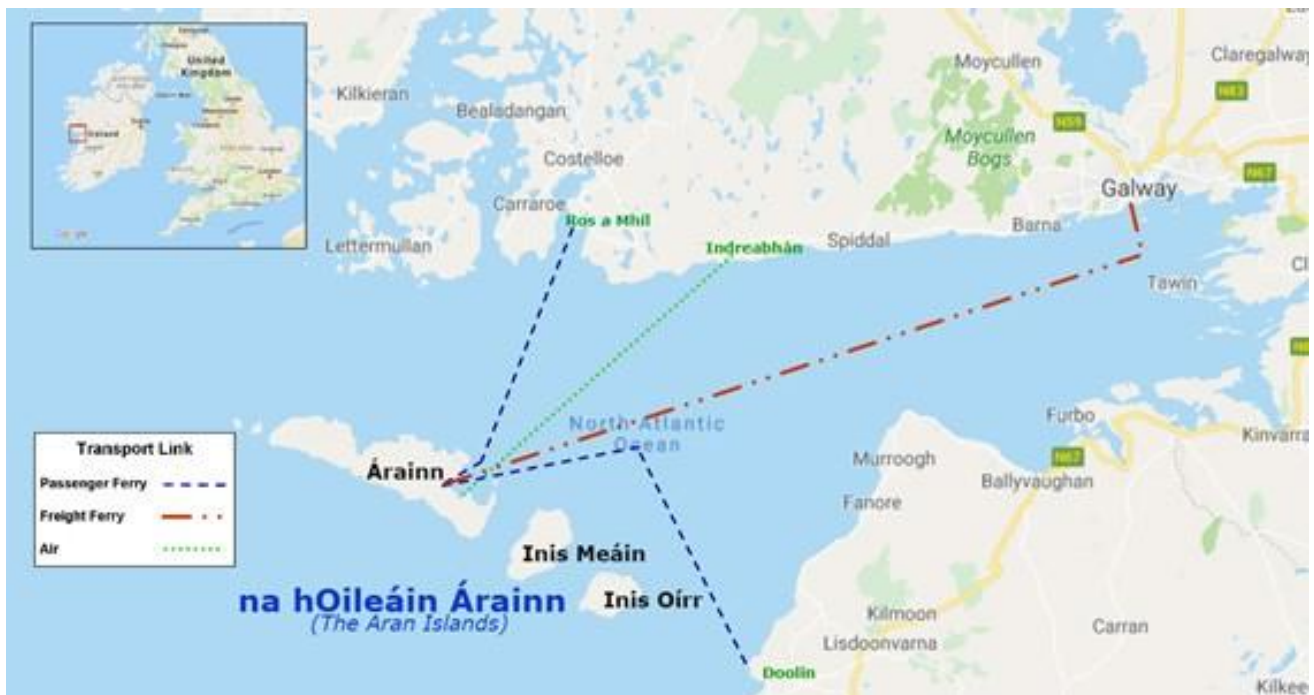 United
Kingdom
Ireland
Moycullen
Claregalway
Kilkieran
Bealadangan
N59
N83
Moycullen
Bogs
Costelloe
N67
Galway
Carraroe
Ros a Mhíl
Barna
Lettermullan
Indreabhán
Spiddal
Tawin
North Atlantic
Ocean
Furbo
Kinvarra
Transport Link
Árainn
Murroogh
N67
Passenger Ferry
Ballyvaughan
Fanore
Freight Ferry
Air
Inis Meáin
na hOileáin Árainn
Inis Oírr
(The Aran Islands)
Kilmoon
Carran
Lisdoonvarna
Doolin
Kilkee